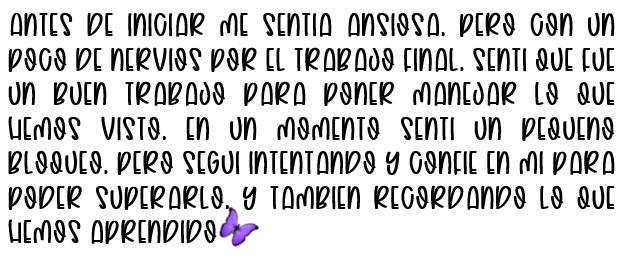 ANTES DE INICIAR ME SENTIA ANSIOSA. PERO CON UN
POCO DE NERVIOS POR EL TRABAJO FINAL. SENTI QUE FUE
UN BUEN TRABAJO PARA PONER MANEJAR LO QUE
HEMOS VISTO. EN UN MOMENTO SENTI UN PEQUENO
BLOQUEO. PERO SEGUI INTENTANDO Y CONFIE EN MI PARA
PODER SUPERARLO. Y TAMBIEN RECORDANDO LO QUE
HEMOS APRENDIDO